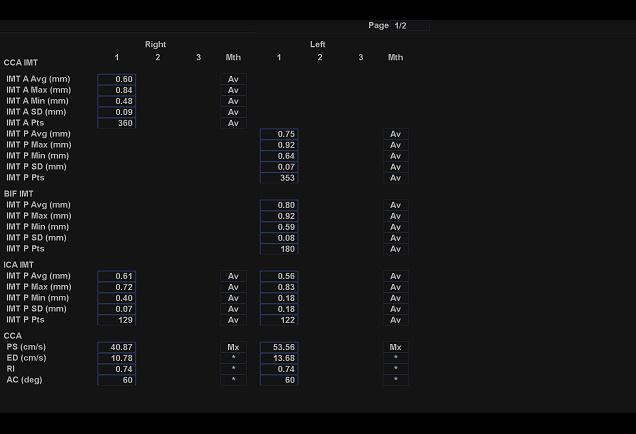 Page 1/2
Right Left
1 2 3 Mth 1 2 3 Mth
CCA IMT
IMT A Avg (mm) 0.60 Av
IMT A Max (mm) 0.84 Av
IMT A Min (mm) 0.48 Av
IMT A SD (mm) 0.09 Av
IMT A Pts 360 Av
IMT P Avg (mm) 0.75 Av
IMT P Max (mm) 0.92 Av
IMT P Min (mm) 0.64 Av
IMT P SD (mm) 0.07 Av
IMT P Pts 353 Av
BIF IMT
IMT P Avg (mm) 0.80 Av
IMT P Max (mm) 0.92 Av
IMT P Min (mm) 0.59 Av
IMT P SD (mm) 0.08 Av
IMT P Pts 180 Av
ICA IMT
IMT P Avg (mm) 0.61 Av 0.56 Av
IMT P Max (mm) 0.72 Av 0.83 Av
IMT P Min (mm) 0.40 Av 0.18 Av
IMT P SD (mm) 0.07 Av 0.18 Av
IMT P Pts 129 Av 122 Av
CCA
PS (cm/s) 40.87 Mx 53.56 Mx
ED (cm/s) 10.78 * 13.68 *
RI 0.74 * 0.74 *
AC (deg) 60 * 60 *